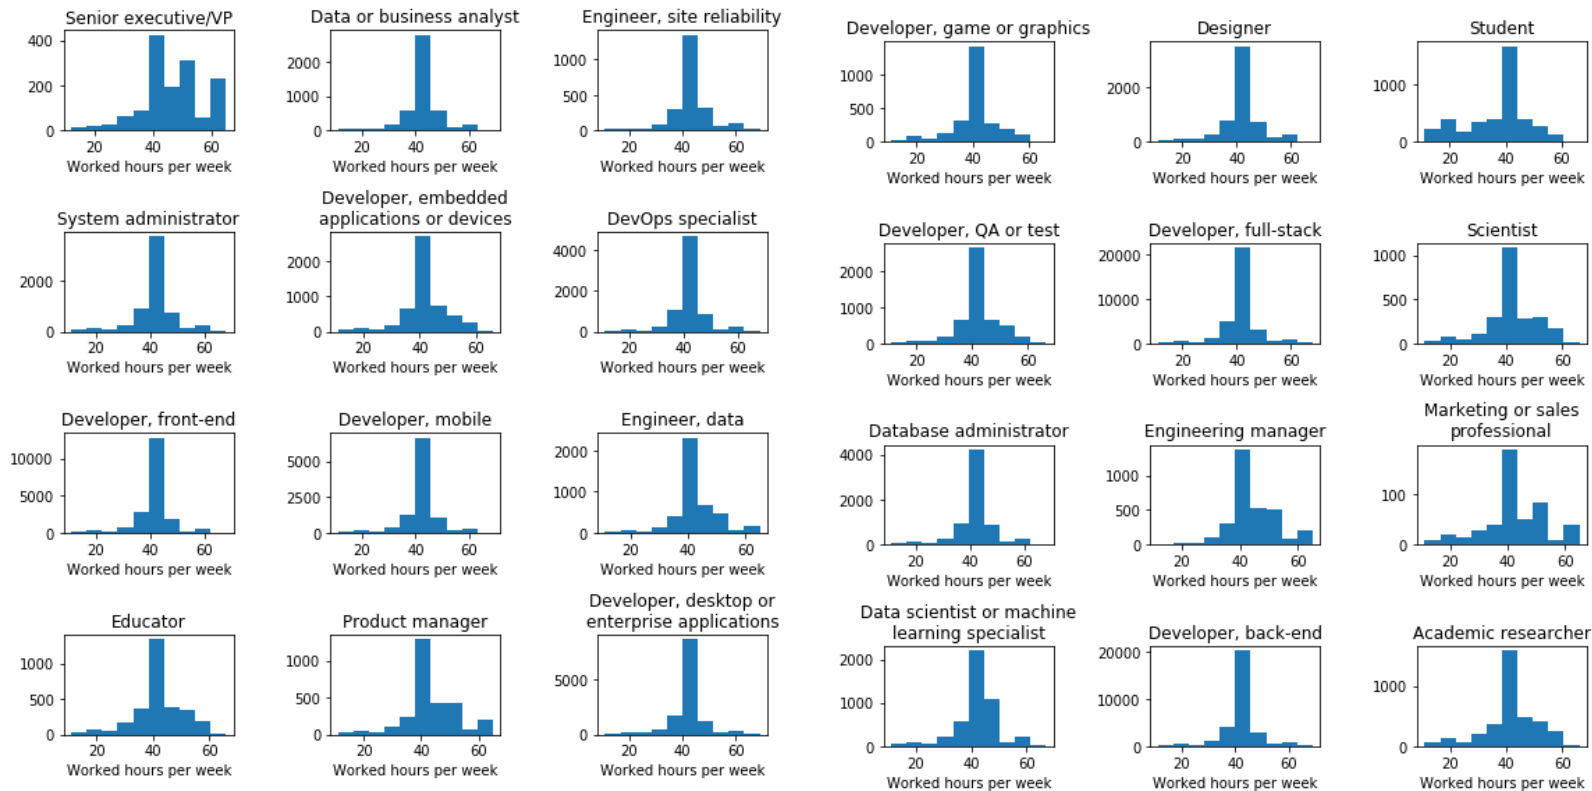 Senior executive/VP
400
200
0
20 40 60
Worked hours per week
Data or business analyst
2000
1000
0
20 40 60
Worked hours per week
Engineer, site reliability
1000
500
0
20 40 60
Worked hours per week
Developer, game or graphics
1000
500
0
20 40 60
Worked hours per week
Designer
2000
0
20 40 60
Worked hours per week
Student
1000
0
20 40 60
Worked hours per week
System administrator
2000
0
20 40 60
Worked hours per week
Developer, embedded
applications or devices
2000
1000
0
20 40 60
Worked hours per week
DevOps specialist
4000
2000
0
20 40 60
Worked hours per week
Developer, QA or test
2000
1000
0
20 40 60
Worked hours per week
Developer, full-stack
20000
10000
0
20 40 60
Worked hours per week
Scientist
1000
500
0
20 40 60
Worked hours per week
Developer, front-end
10000
5000
0
20 40 60
Worked hours per week
Developer, mobile
5000
2500
0
20 40 60
Worked hours per week
Engineer, data
2000
1000
0
20 40 60
Worked hours per week
Database administrator
4000
2000
0
20 40 60
Worked hours per week
Engineering manager
1000
500
0
20 40 60
Worked hours per week
Marketing or sales
professional
100
0
20 40 60
Worked hours per week
Educator
1000
500
0
20 40 60
Worked hours per week
Product manager
1000
500
0
20 40 60
Worked hours per week
Developer, desktop or
enterprise applications
5000
0
20 40 60
Worked hours per week
Data scientist or machine
learning specialist
2000
1000
0
20 40 60
Worked hours per week
Developer, back-end
20000
10000
0
20 40 60
Worked hours per week
Academic researcher
1000
0
20 40 60
Worked hours per week